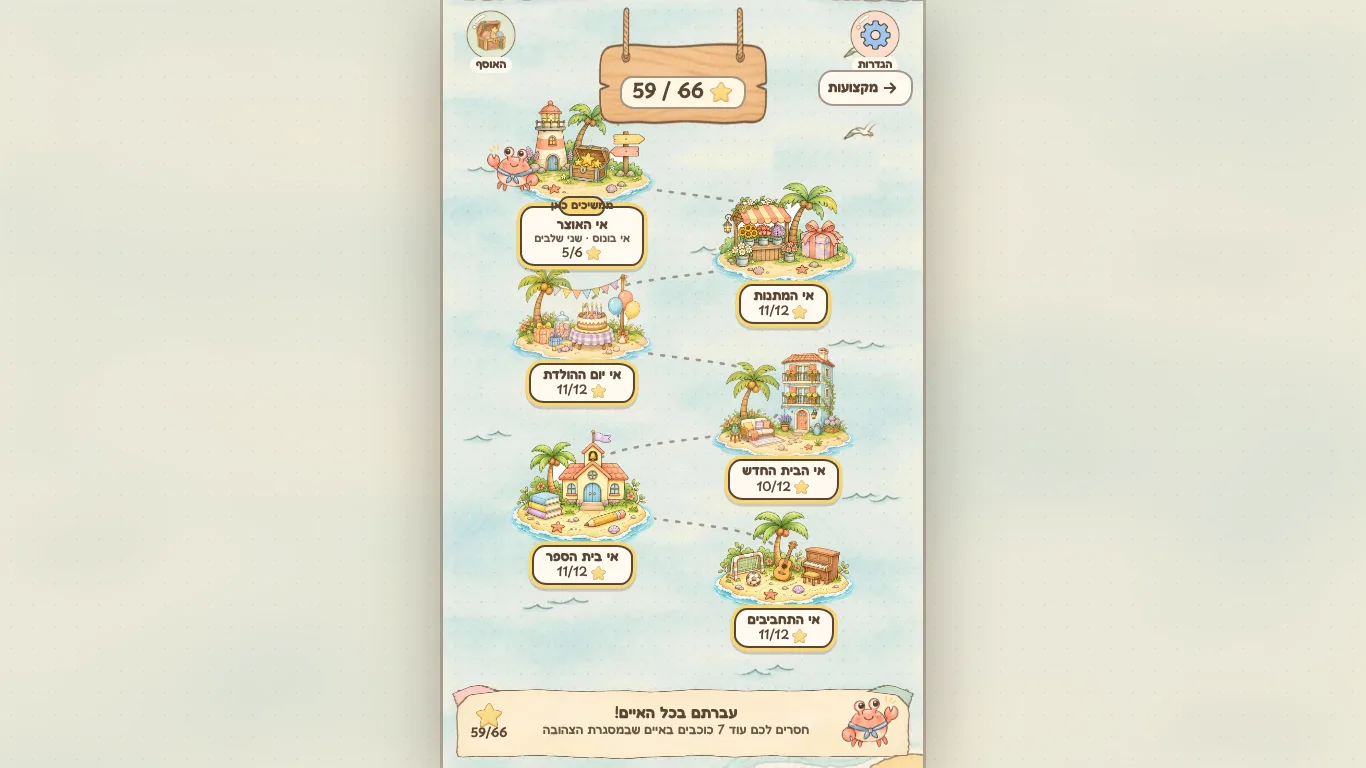 הגדרות
האוסף
59 / 66
→ מקצועות
ממשיכים כאן
אי האוצר
אי בונוס · שני שלבים
5/6
אי המתנות
11/12
אי יום ההולדת
11/12
אי הבית החדש
10/12
אי בית הספר
11/12
אי התחביבים
11/12
עברתם בכל האיים!
חסרים לכם עוד 7 כוכבים באיים שבמסגרת הצהובה
59/66